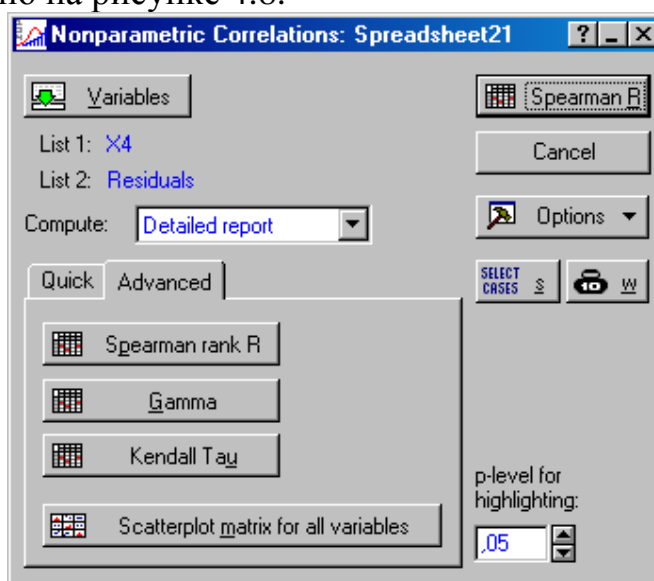 но на рисунке 4.8.
Nonparametric Correlations: Spreadsheet21
Variables
Spearman R
List 1: X4
Cancel
List 2: Residuals
Compute: Detailed report
Options
Quick Advanced
SELECT CASES S W
Spearman rank R
Gamma
Kendall Tau
p-level for
highlighting:
Scatterplot matrix for all variables
,05